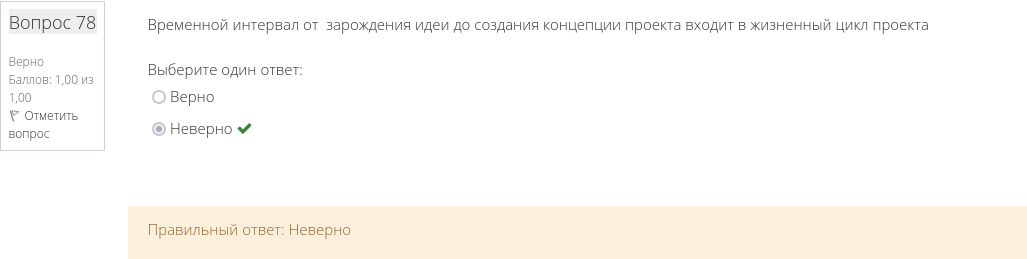 Вопрос 78
Верно
Баллов: 1,00 из
1,00
Отметить
вопрос
Временной интервал от  зарождения идеи до создания концепции проекта входит в жизненный цикл проекта
Выберите один ответ:
Верно
Неверно
Правильный ответ: Неверно